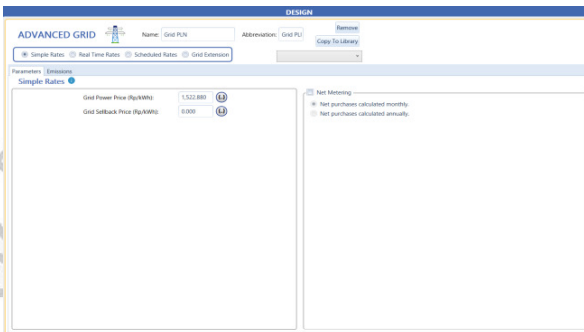 DESIGN
Remove
ADVANCED GRID Name: Grid PLN Abbreviation: Grid PLI
Copy To Library
Simple Rates Real Time Rates Scheduled Rates Grid Extension
Parameters Emissions
Simple Rates
Net Metering
Grid Power Price (Rp/kWh): 1,522.880 {..}
Net purchases calculated monthly.
Grid Sellback Price (Rp/kWh): 0.000 {..}
Net purchases calculated annually.